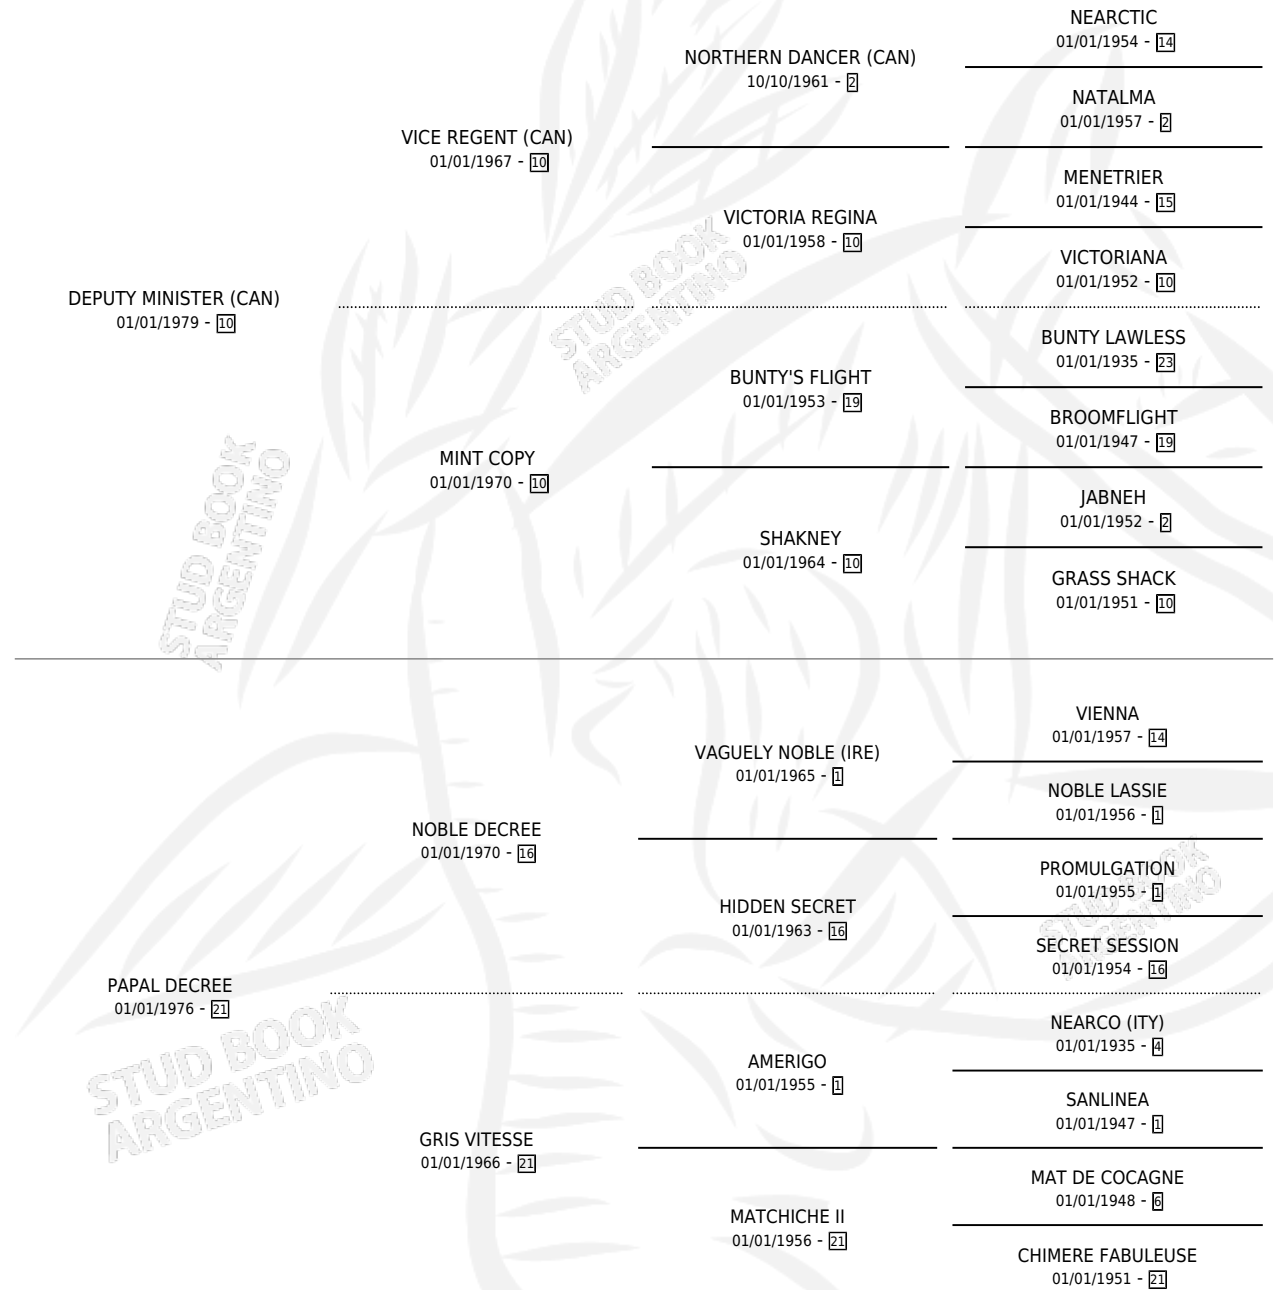 NEARCTIC
01/01/1954 - 14
NORTHERN DANCER (CAN)
10/10/1961 - 2
NATALMA
01/01/1957 - 2
VICE REGENT (CAN)
01/01/1967 - 10
MENETRIER
01/01/1944 - 15
VICTORIA REGINA
01/01/1958 - 10
VICTORIANA
01/01/1952 - 10
DEPUTY MINISTER (CAN)
01/01/1979 - 10
BUNTY LAWLESS
01/01/1935 - 23
BUNTY'S FLIGHT
01/01/1953 - 19
BROOMFLIGHT
01/01/1947 - 19
MINT COPY
01/01/1970 - 10
JABNEH
01/01/1952 - 2
SHAKNEY
01/01/1964 - 10
GRASS SHACK
01/01/1951 - 10
VIENNA
01/01/1957 - 14
VAGUELY NOBLE (IRE)
01/01/1965 - 1
NOBLE LASSIE
01/01/1956 - 1
NOBLE DECREE
01/01/1970 - 16
PROMULGATION
01/01/1955 - 1
HIDDEN SECRET
01/01/1963 - 16
SECRET SESSION
01/01/1954 - 16
PAPAL DECREE
01/01/1976 - 21
NEARCO (ITY)
01/01/1935 - 4
AMERIGO
01/01/1955 - 1
SANLINEA
01/01/1947 - 1
GRIS VITESSE
01/01/1966 - 21
MAT DE COCAGNE
01/01/1948 - 6
MATCHICHE II
01/01/1956 - 21
CHIMERE FABULEUSE
01/01/1951 - 21
STUD BOOK
ARGENTINO
STUD BOOK
ARGENTINO
STUD BOOK
ARGENTINO
STUD BOOK
ARGENTINO